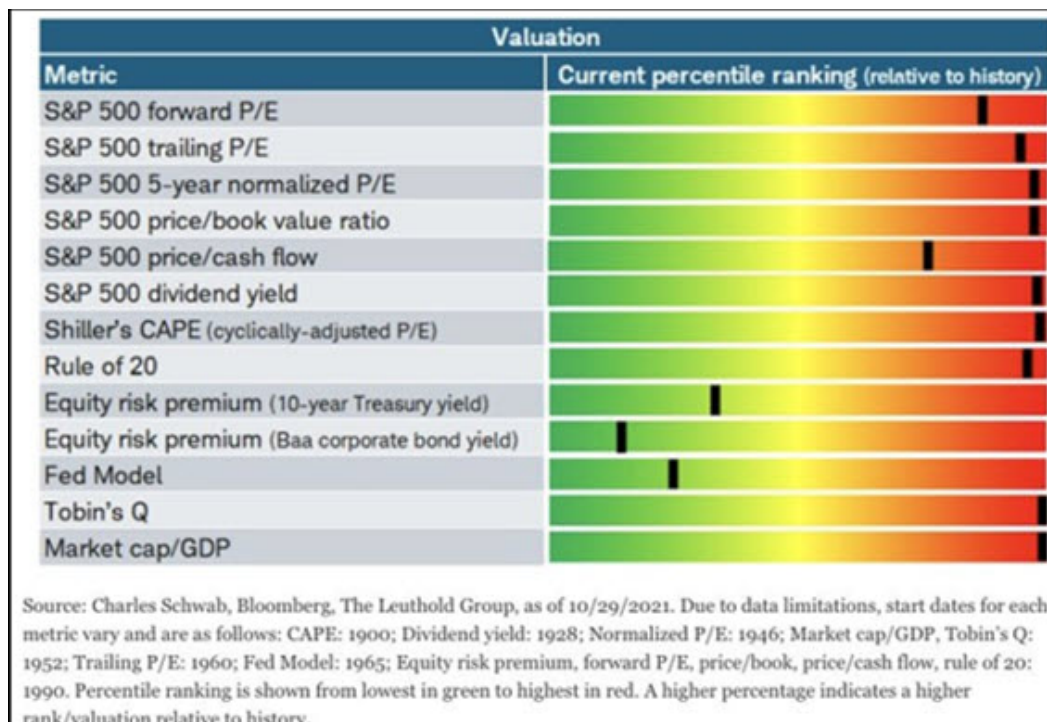 Valuation
Metric Current percentile ranking (relative to history)
S&P 500 forward P/E
S&P 500 trailing P/E
S&P 500 5-year normalized P/E
S&P 500 price/book value ratio
S&P 500 price/cash flow
S&P 500 dividend yield
Shiller's CAPE (cyclically-adjusted P/E)
Rule of 20
Equity risk premium (10-year Treasury yield)
Equity risk premium (Baa corporate bond yield)
Fed Model
Tobin's Q
Market cap/GDP
Source: Charles Schwab, Bloomberg, The Leuthold Group, as of 10/29/2021. Due to data limitations, start dates for each
metric vary and are as follows: CAPE: 1900; Dividend yield: 1928; Normalized P/E: 1946; Market cap/GDP, Tobin's Q:
1952; Trailing P/E: 1960; Fed Model: 1965; Equity risk premium, forward P/E, price/book, price/cash flow, rule of 20:
1990. Percentile ranking is shown from lowest in green to highest in red. A higher percentage indicates a higher
rank/valuation relative to history.